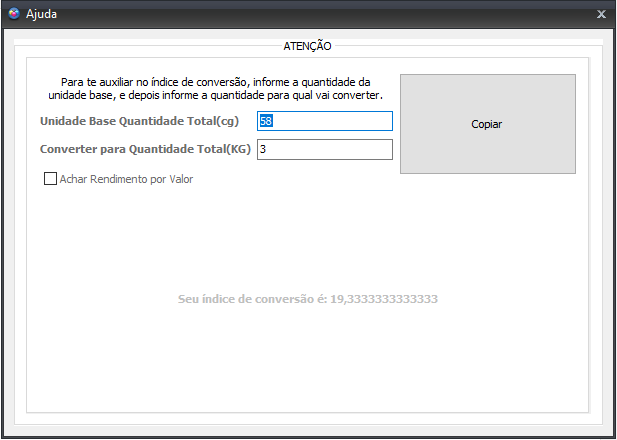 Ajuda
ATENÇÃO
Para te auxiliar no índice de conversão, informe a quantidade da
unidade base, e depois informe a quantidade para qual vai converter.
Unidade Base Quantidade Total(cg) 58
Converter para Quantidade Total(KG) 3
Copiar
Achar Rendimento por Valor
Seu índice de conversão é: 19,3333333333333